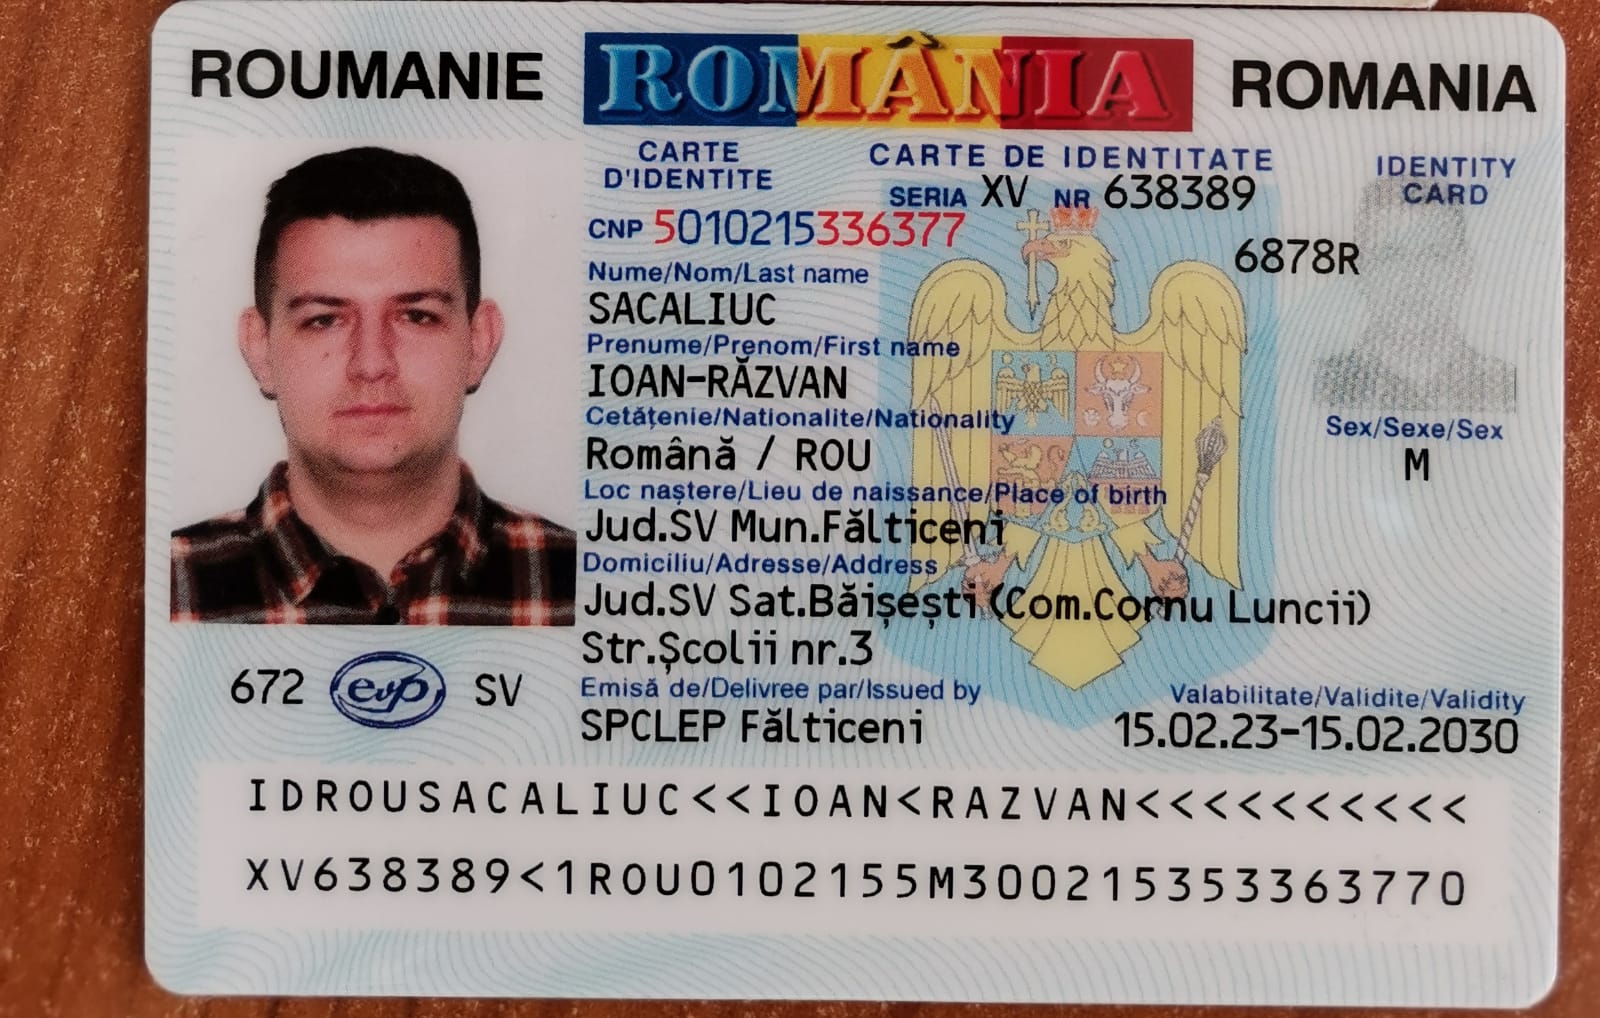 ROUMANIE ROMÂNIA ROMANIA
CARTE D'IDENTITE
CARTE DE IDENTITATE
IDENTITY CARD
SERIA XV NR 638389
CNP 5010215336377
6878R
Nume/Nom/Last name
SACALIUC
Prenume/Prenom/First name
IOAN-RĂZVAN
Cetățenie/Nationalite/Nationality
Română / ROU
Sex/Sexe/Sex
M
Loc naștere/Lieu de naissance/Place of birth
Jud.SV Mun.Fălticeni
Domiciliu/Adresse/Address
Jud.SV Sat.Băișești (Com.Cornu Luncii)
Str.Școlii nr.3
672 evp SV
Emisă de/Delivree par/Issued by
SPCLEP Fălticeni
Valabilitate/Validite/Validity
15.02.23-15.02.2030
IDROUSACALIUC<<IOAN<RAZVAN<<<<<<<<<<
XV638389<1ROU0102155M300215353363770